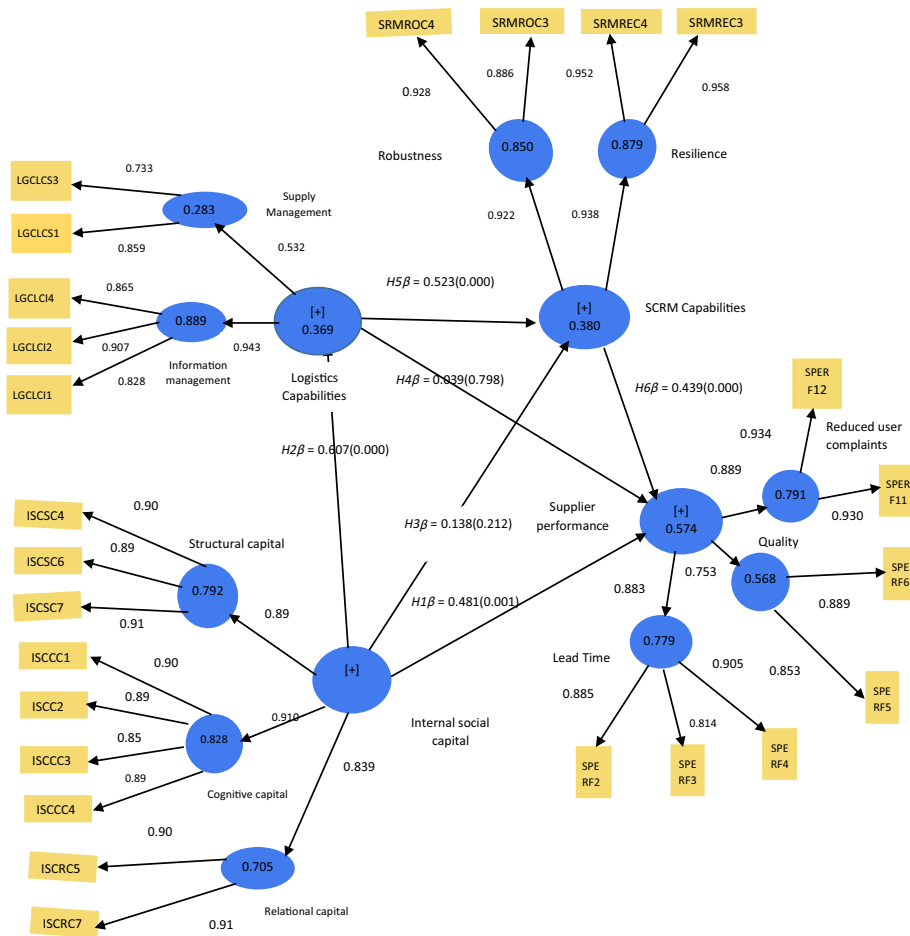 SRMROC4
SRMROC3
SRMREC4
SRMREC3
0.928
0.886
0.952
0.958
0.850
0.879
Robustness
Resilience
LGCLCS3
0.733
0.283
Supply
Management
LGCLCS1
0.859
0.532
0.922
0.938
LGCLCI4
0.865
LGCLCI2
0.889
0.907
0.943
LGCLCI1
0.828
Information
management
[+]
0.369
Logistics
Capabilities
H5β = 0.523(0.000)
[+]
0.380
SCRM Capabilities
H4β = 0.039(0.798)
H6β = 0.439(0.000)
H2β = 0.607(0.000)
H3β = 0.138(0.212)
H1β = 0.481(0.001)
SPER
F12
0.934
Reduced user
complaints
0.889
0.791
SPER
F11
0.930
Supplier
performance
[+]
0.574
Quality
0.753
0.568
SPE
RF6
0.889
0.853
SPE
RF5
0.883
0.779
Lead Time
0.885
0.814
0.905
SPE
RF2
SPE
RF3
SPE
RF4
ISCSC4
0.90
ISCSC6
0.89
Structural capital
0.792
ISCSC7
0.91
0.89
ISCCC1
0.90
ISCC2
0.89
0.828
0.910
ISCCC3
0.85
ISCCC4
0.89
Cognitive capital
[+]
Internal social
capital
0.839
0.90
ISCRC5
0.705
ISCRC7
0.91
Relational capital